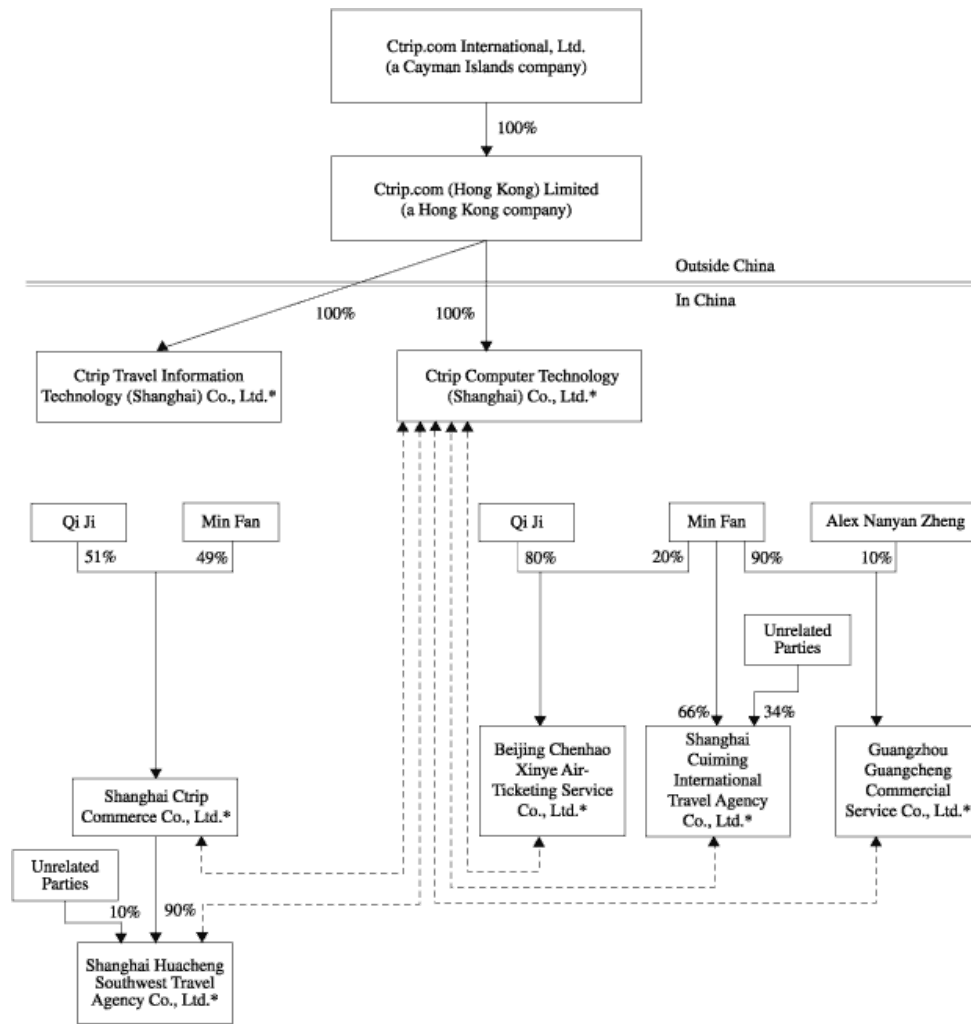 Ctrip.com International, Ltd.
(a Cayman Islands company)
100%
Ctrip.com (Hong Kong) Limited
(a Hong Kong company)
Outside China
In China
100%
100%
Ctrip Travel Information
Technology (Shanghai) Co., Ltd.*
Ctrip Computer Technology
(Shanghai) Co., Ltd.*
Qi Ji
Min Fan
Qi Ji
Min Fan
Alex Nanyan Zheng
51%
49%
80%
20%
90%
10%
Unrelated
Parties
66%
34%
Beijing Chenhao
Xinye Air-
Ticketing Service
Co., Ltd.*
Shanghai
Cuiming
International
Travel Agency
Co., Ltd.*
Guangzhou
Guangcheng
Commercial
Service Co., Ltd.*
Shanghai Ctrip
Commerce Co., Ltd.*
Unrelated
Parties
10%
90%
Shanghai Huacheng
Southwest Travel
Agency Co., Ltd.*